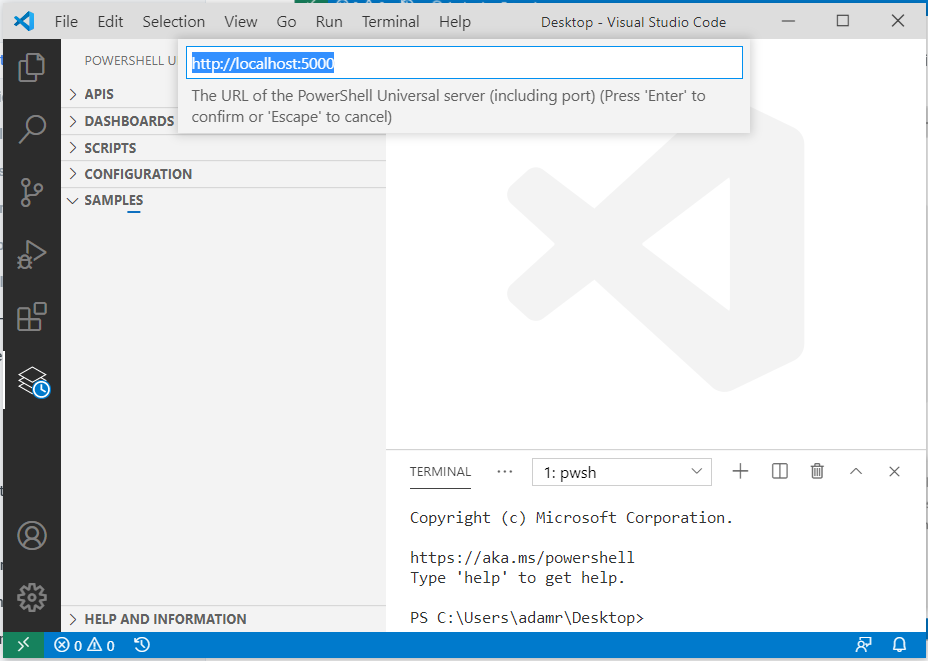 File Edit Selection View Go Run Terminal Help Desktop - Visual Studio Code
POWERSHELL U
http://localhost:5000
The URL of the PowerShell Universal server (including port) (Press 'Enter' to
confirm or 'Escape' to cancel)
APIS
DASHBOARDS
SCRIPTS
CONFIGURATION
SAMPLES
TERMINAL ··· 1: pwsh
Copyright (c) Microsoft Corporation.
https://aka.ms/powershell
Type 'help' to get help.
PS C:\Users\adamr\Desktop>
HELP AND INFORMATION
0 0